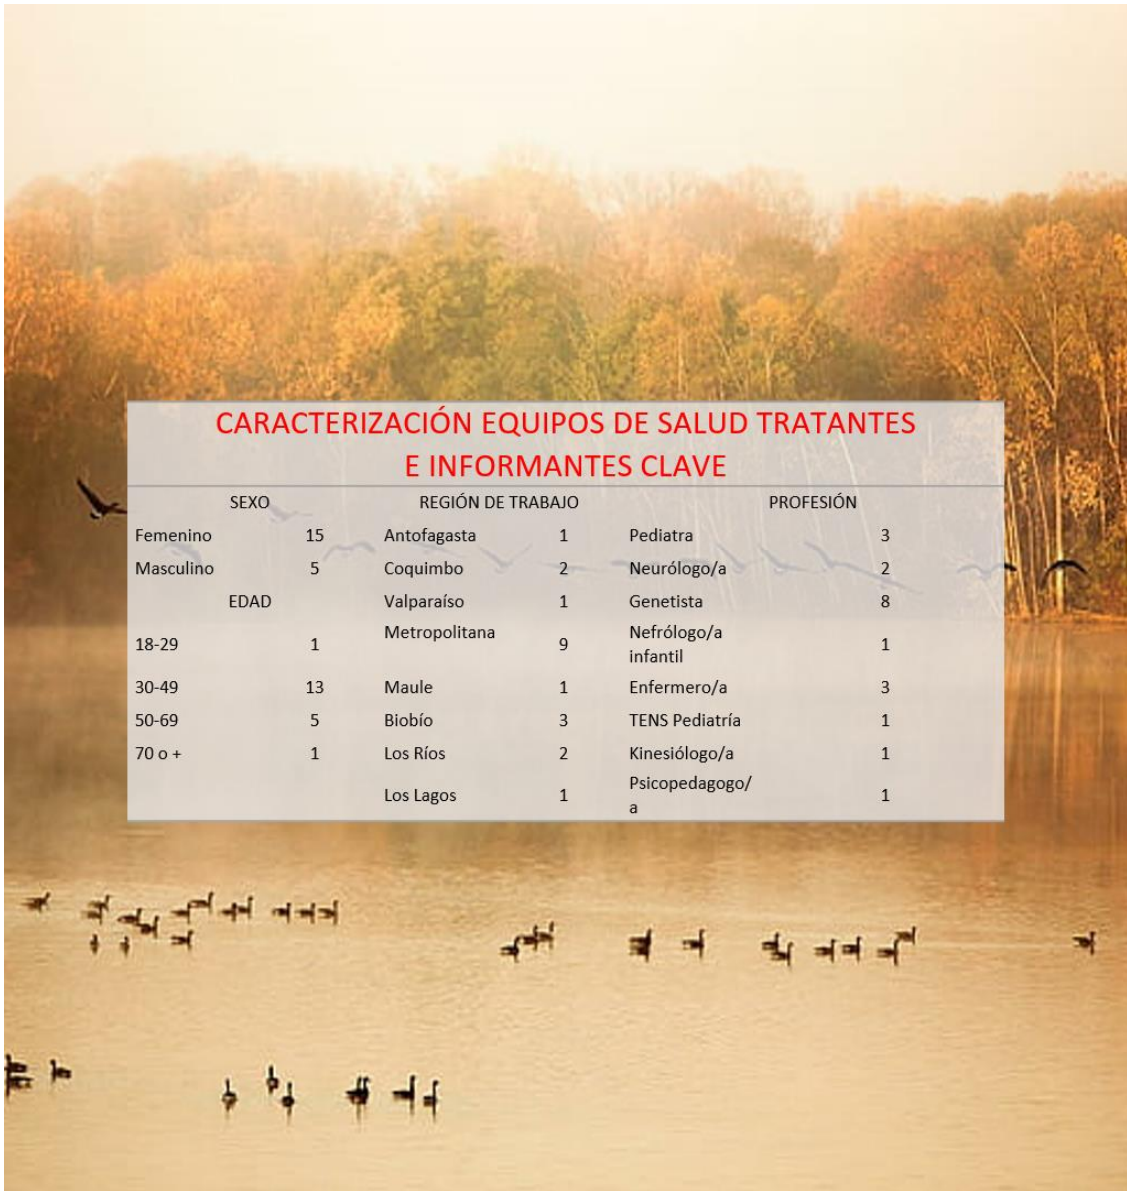 CARACTERIZACIÓN EQUIPOS DE SALUD TRATANTES
E INFORMANTES CLAVE
SEXO REGIÓN DE TRABAJO PROFESIÓN
Femenino 15 Antofagasta 1 Pediatra 3
Masculino 5 Coquimbo 2 Neurólogo/a 2
EDAD Valparaíso 1 Genetista 8
18-29 1 Metropolitana 9 Nefrólogo/a
infantil 1
30-49 13 Maule 1 Enfermero/a 3
50-69 5 Biobío 3 TENS Pediatría 1
70 o + 1 Los Ríos 2 Kinesiólogo/a 1
Los Lagos 1 Psicopedagogo/
a 1